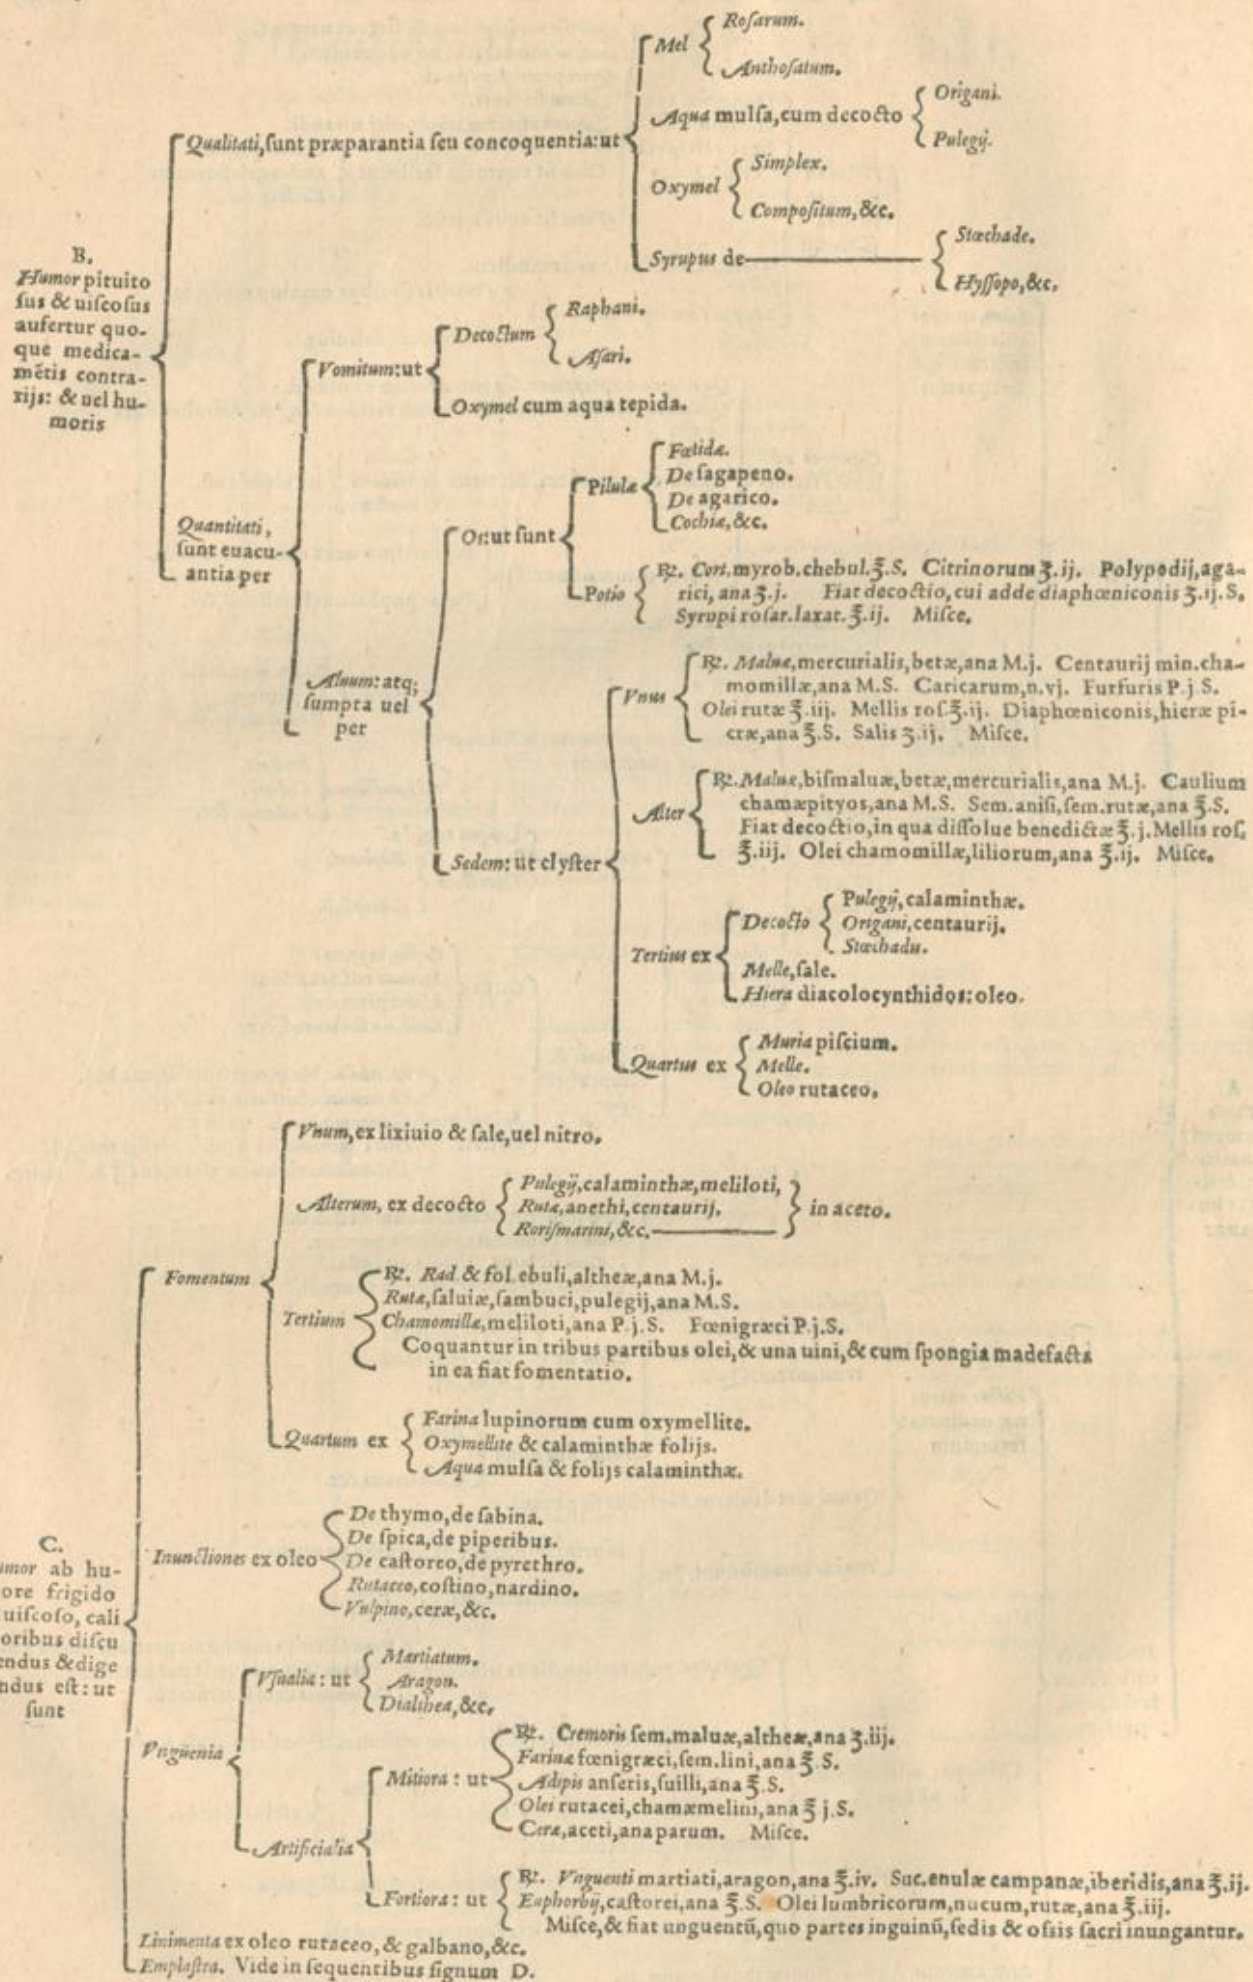 Mel
Roſarum.
Anthoſatum.
Aqua mulſa, cum decocto
Origani.
Pulegij.
Qualitati, ſunt præparantia ſeu concoquentia: ut
Oxymel
Simplex.
Compoſitum, &c.
Syrupus de
Stœchade.
Hyſſopo, &c.
B.
Humor pituito
ſus & uiſcoſus
aufertur quo-
que medica-
mētis contra-
rijs: & uel hu-
moris
Quantitati,
ſunt euacu-
antia per
Vomitum: ut
Decoctum
Raphani.
Aſari.
Oxymel cum aqua tepida.
Aluum: atq;
ſumpta uel
per
Os: ut ſunt
Pilulæ
Fœtidæ.
De ſagapeno.
De agarico.
Cochiæ, &c.
Potio
℞. Cort. myrob. chebul. ℥.S. Citrinorum ʒ.ij. Polypodij, aga-
rici, ana ʒ.j. Fiat decoctio, cui adde diaphœniconis ʒ.ij.S.
Syrupi roſar. laxat. ℥.ij. Miſce.
Sedem: ut clyſter
Vnus
℞. Maluæ, mercurialis, betæ, ana M.j. Centaurij min. cha-
momillæ, ana M.S. Caricarum, n. vj. Furfuris P.j S.
Olei rutæ ℥.iij. Mellis roſ. ℥.ij. Diaphœniconis, hieræ pi-
cræ, ana ℥.S. Salis ʒ.ij. Miſce.
Alter
℞. Maluæ, biſmaluæ, betæ, mercurialis, ana M.j. Caulium
chamæpityos, ana M.S. Sem. aniſi, ſem. rutæ, ana ℥.S.
Fiat decoctio, in qua diſſolue benedictæ ℥.j. Mellis roſ.
℥.iij. Olei chamomillæ, liliorum, ana ℥.ij. Miſce.
Tertius ex
Decocto
Pulegij, calaminthæ.
Origani, centaurij.
Stœchadis.
Melle, ſale.
Hiera diacolocynthidos: oleo.
Quartus ex
Muria piſcium.
Melle.
Oleo rutaceo.
C.
umor ab hu-
ore frigido
uiſcoſo, cali
oribus diſcu
endus & dige
ndus eſt: ut
ſunt
Fomentum
Vnum, ex lixiuio & ſale, uel nitro.
Alterum, ex decocto
Pulegij, calaminthæ, meliloti,
Rutæ, anethi, centaurij,
Roriſmarini, &c.
in aceto.
Tertium
℞. Rad. & fol. ebuli, altheæ, ana M.j.
Rutæ, ſaluiæ, ſambuci, pulegij, ana M.S.
Chamomillæ, meliloti, ana P.j S. Fœnigræci P.j.S.
Coquantur in tribus partibus olei, & una uini, & cum ſpongia madefacta
in ea fiat fomentatio.
Quartum ex
Farina lupinorum cum oxymellite.
Oxymellite & calaminthæ folijs.
Aqua mulſa & folijs calaminthæ.
Inunctiones ex oleo
De thymo, de ſabina.
De ſpica, de piperibus.
De caſtoreo, de pyrethro.
Rutaceo, coſtino, nardino.
Vulpino, ceræ, &c.
Vnguenta
Vſualia: ut
Martiatum.
Aragon.
Dialthea, &c.
Artificialia
Mitiora: ut
℞. Cremoris ſem. maluæ, altheæ, ana ʒ.iij.
Farinæ fœnigræci, ſem. lini, ana ℥.S.
Adipis anſeris, ſuilli, ana ℥.S.
Olei rutacei, chamæmelini, ana ℥ j.S.
Ceræ, aceti, ana parum. Miſce.
Fortiora: ut
℞. Vnguenti martiati, aragon, ana ℥.iv. Suc. enulæ campanæ, iberidis, ana ℥.ij.
Euphorbij, caſtorei, ana ℥.S. Olei lumbricorum, nucum, rutæ, ana ℥.iij.
Miſce, & fiat unguentū, quo partes inguinū, ſedis & oſsis ſacri inungantur.
Linimenta ex oleo rutaceo, & galbano, &c.
Emplaſtra. Vide in ſequentibus ſignum D.